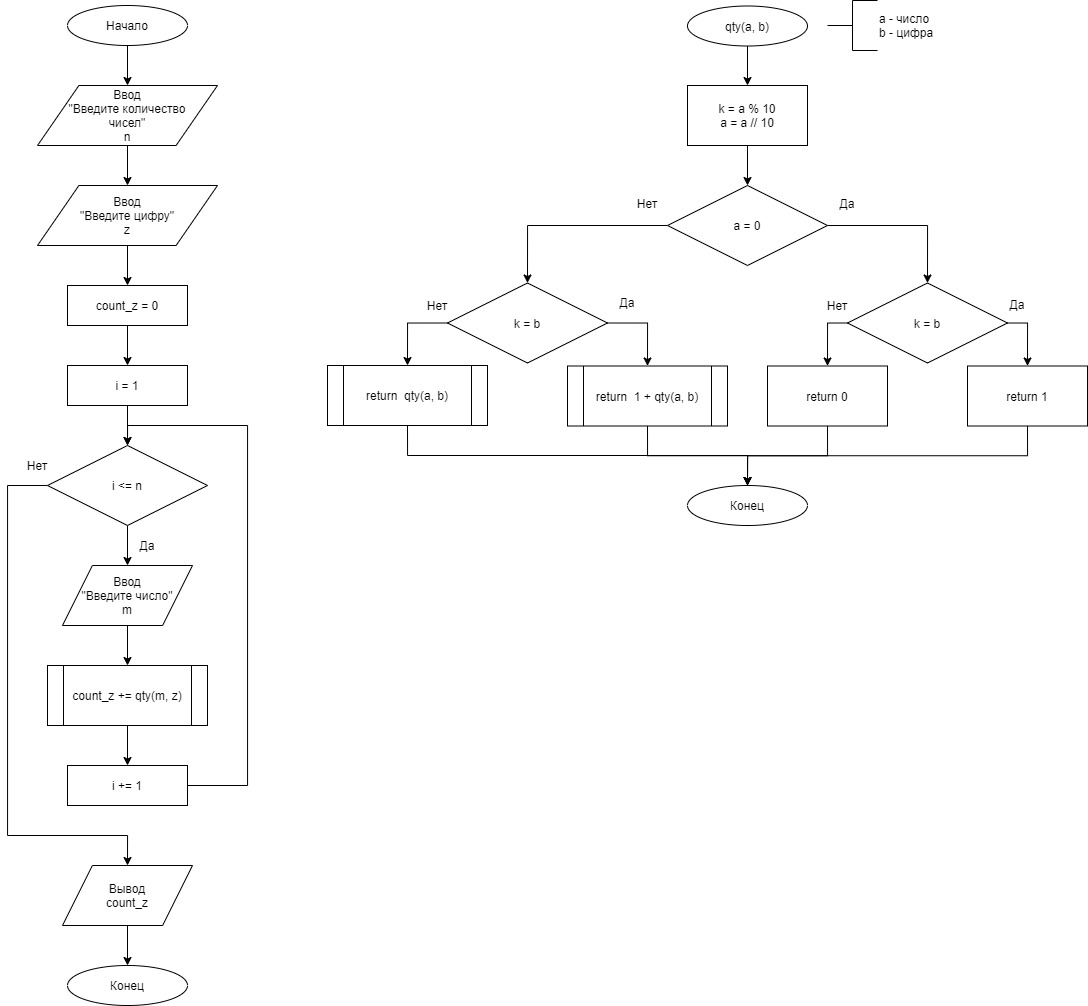 Начало
Ввод
"Введите количество
чисел"
n
Ввод
"Введите цифру"
z
count_z = 0
i = 1
i <= n
Нет
Да
Ввод
"Введите число"
m
count_z += qty(m, z)
i += 1
Вывод
count_z
Конец
qty(a, b)
a - число
b - цифра
k = a % 10
a = a // 10
a = 0
Нет
Да
k = b
Нет
Да
k = b
Нет
Да
return qty(a, b)
return 1 + qty(a, b)
return 0
return 1
Конец